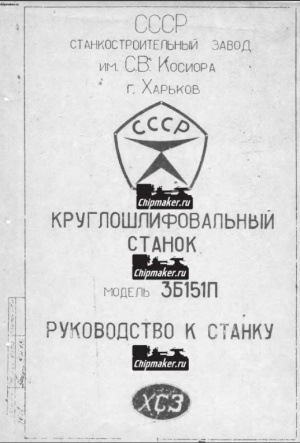 СССР
СТАНКОСТРОИТЕЛЬНЫЙ ЗАВОД
ИМ. С.В. КОСИОРА
Г. ХАРЬКОВ
СССР
Chipmaker.ru
КРУГЛОШЛИФОВАЛЬНЫЙ
СТАНОК
Chipmaker.ru
МОДЕЛЬ 3Б151П
РУКОВОДСТВО К СТАНКУ
Chipmaker.ru
ХСЗ